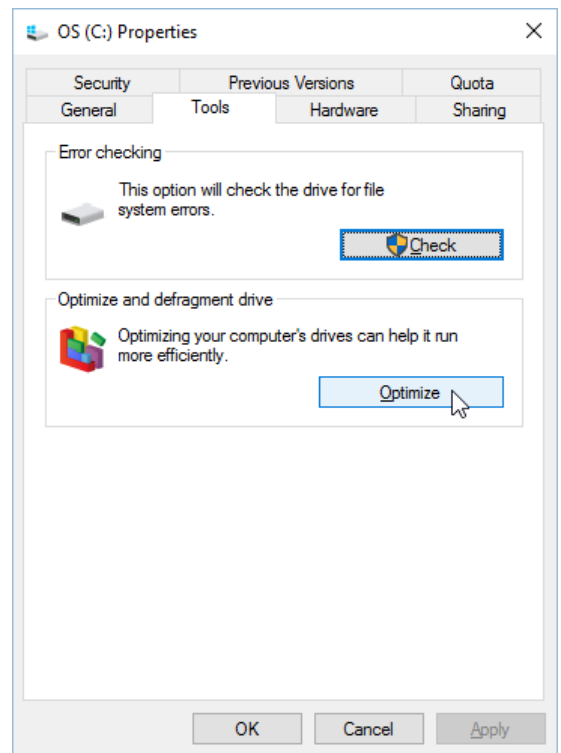 OS (C:) Properties
Security Previous Versions Quota
General Tools Hardware Sharing
Error checking
This option will check the drive for file
system errors.
Check
Optimize and defragment drive
Optimizing your computer's drives can help it run
more efficiently.
Optimize
OK Cancel Apply